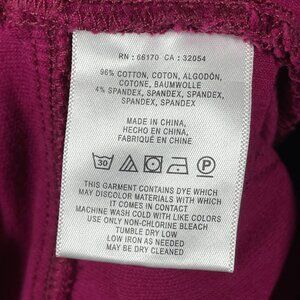 RN : 66170 CA : 32054
96% COTTON, COTON, ALGODÓN,
COTONE, BAUMWOLLE
4% SPANDEX, SPANDEX, SPANDEX,
SPANDEX, SPANDEX
MADE IN CHINA,
HECHO EN CHINA,
FABRIQUÉ EN CHINE
30 P
THIS GARMENT CONTAINS DYE WHICH
MAY DISCOLOR MATERIALS WITH WHICH
IT COMES IN CONTACT
MACHINE WASH COLD WITH LIKE COLORS
USE ONLY NON-CHLORINE BLEACH
TUMBLE DRY LOW
LOW IRON AS NEEDED
MAY BE DRY CLEANED